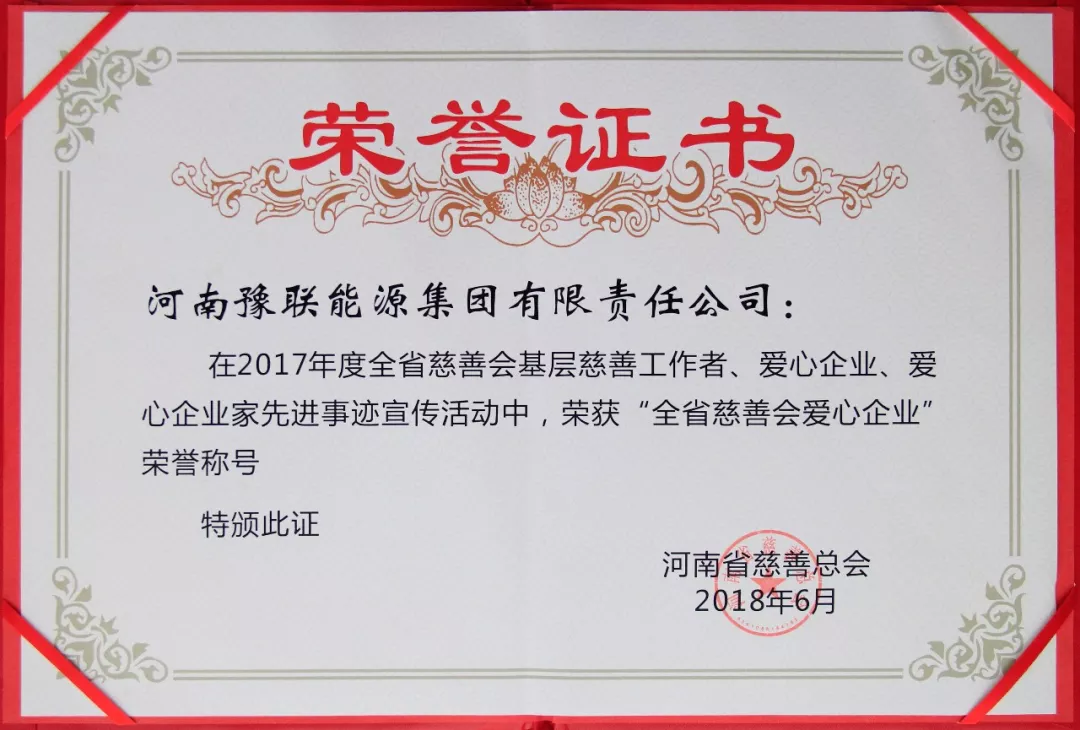 荣誉证书
河南豫联能源集团有限责任公司：
在2017年度全省慈善会基层慈善工作者、爱心企业、爱
心企业家先进事迹宣传活动中，荣获“全省慈善会爱心企业”
荣誉称号
特颁此证
河南省慈善总会
2018年6月